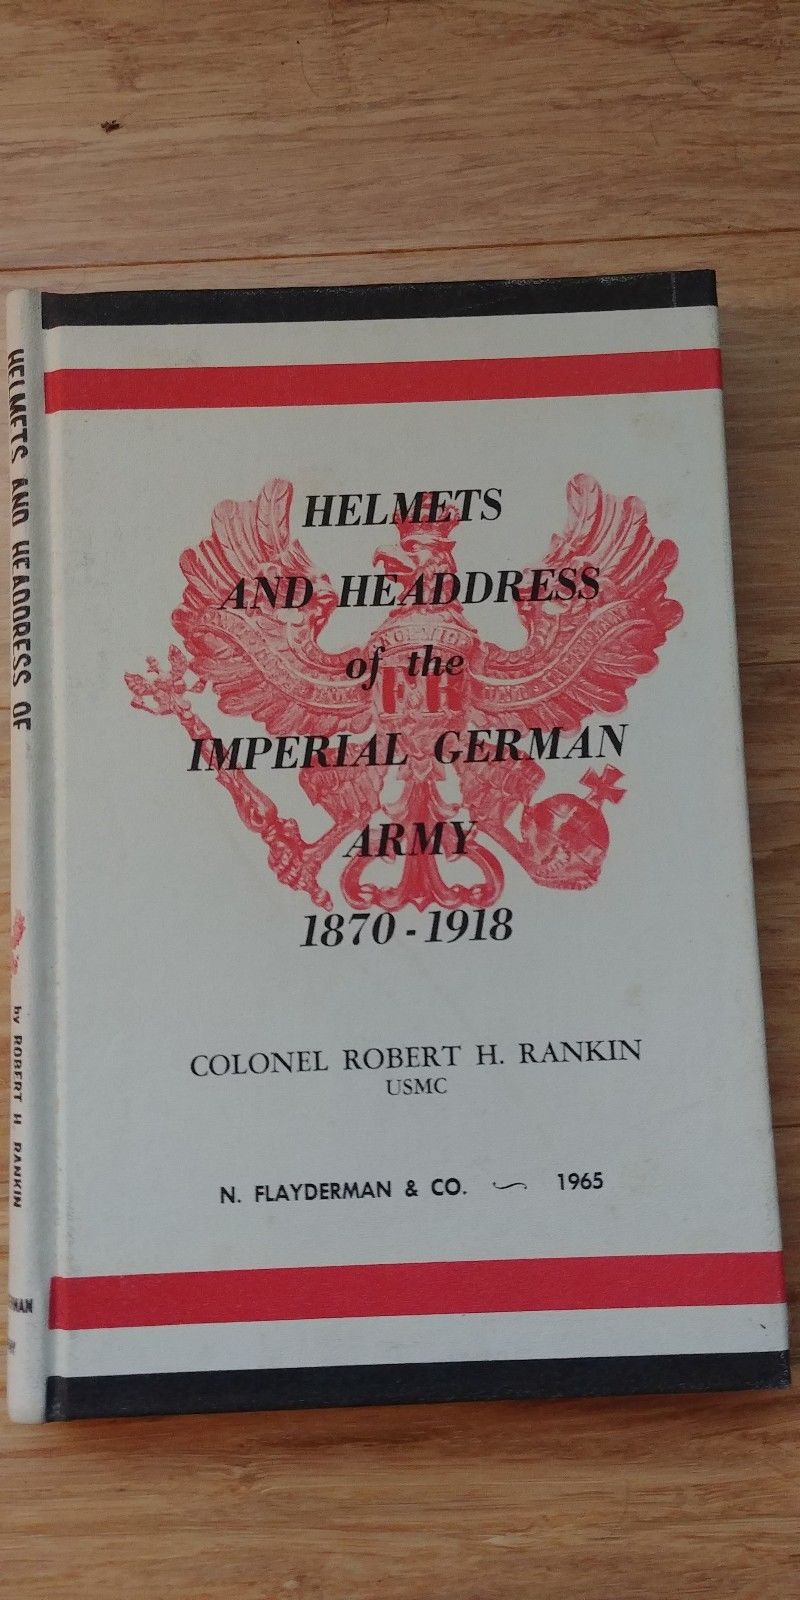 HELMETS
AND HEADDRESS
of the
IMPERIAL GERMAN
ARMY
1870 - 1918
COLONEL ROBERT H. RANKIN
USMC
N. FLAYDERMAN & CO. ~ 1965
HELMETS AND HEADDRESS OF
by ROBERT H RANKIN
FR